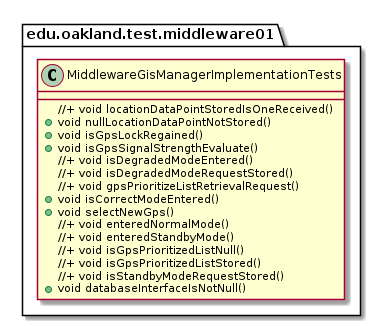 edu.oakland.test.middleware01
C MiddlewareGisManagerImplementationTests
//+ void locationDataPointStoredIsOneReceived()
void nullLocationDataPointNotStored()
void isGpsLockRegained()
void isGpsSignalStrengthEvaluate()
//+ void isDegradedModeEntered()
//+ void isDegradedModeRequestStored()
//+ void gpsPrioritizeListRetrievalRequest()
void isCorrectModeEntered()
void selectNewGps()
//+ void enteredNormalMode()
//+ void enteredStandbyMode()
//+ void isGpsPrioritizedListNull()
//+ void isGpsPrioritizedListStored()
//+ void isStandbyModeRequestStored()
void databaseInterfaceIsNotNull()